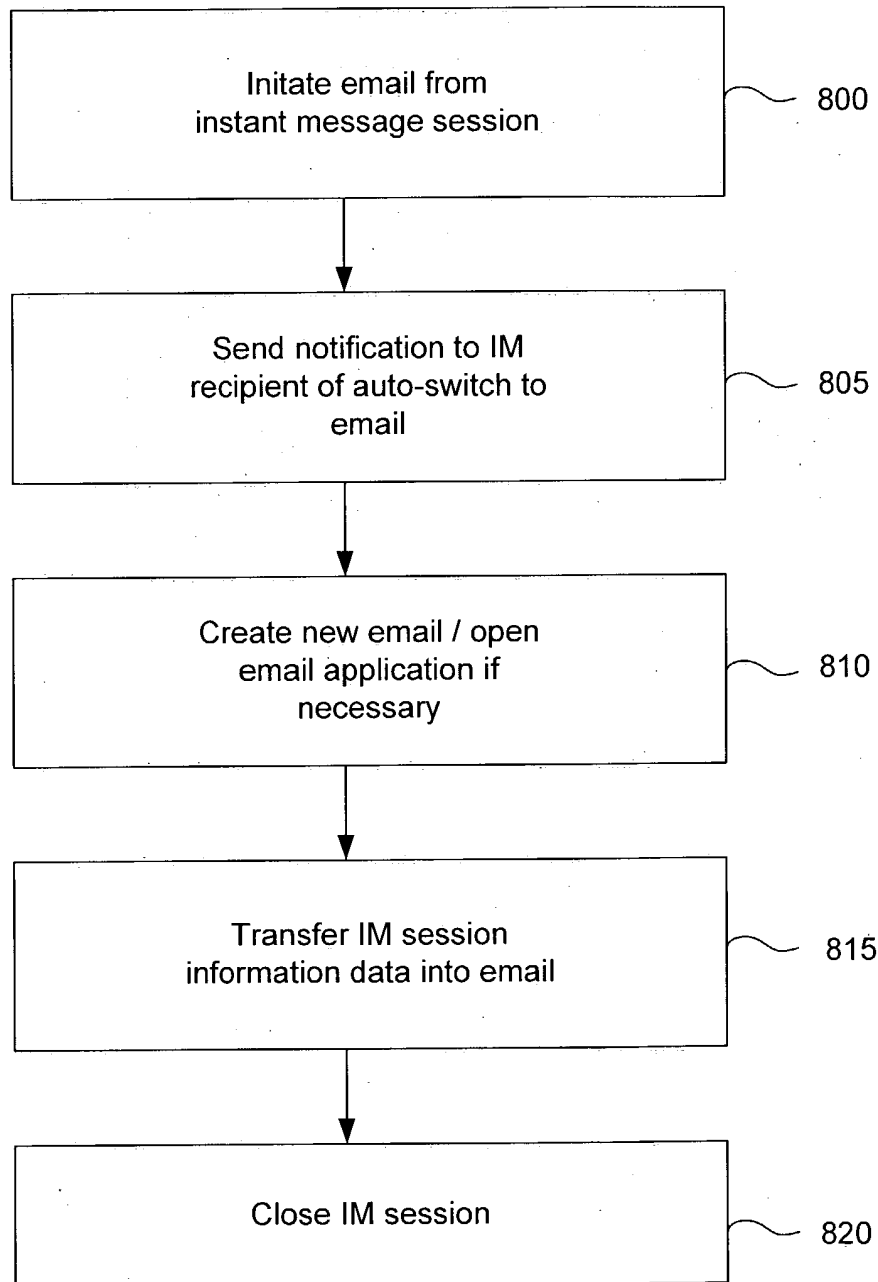 Initate email from
instant message session
800
Send notification to IM
recipient of auto-switch to
email
805
Create new email / open
email application if
necessary
810
Transfer IM session
information data into email
815
Close IM session
820